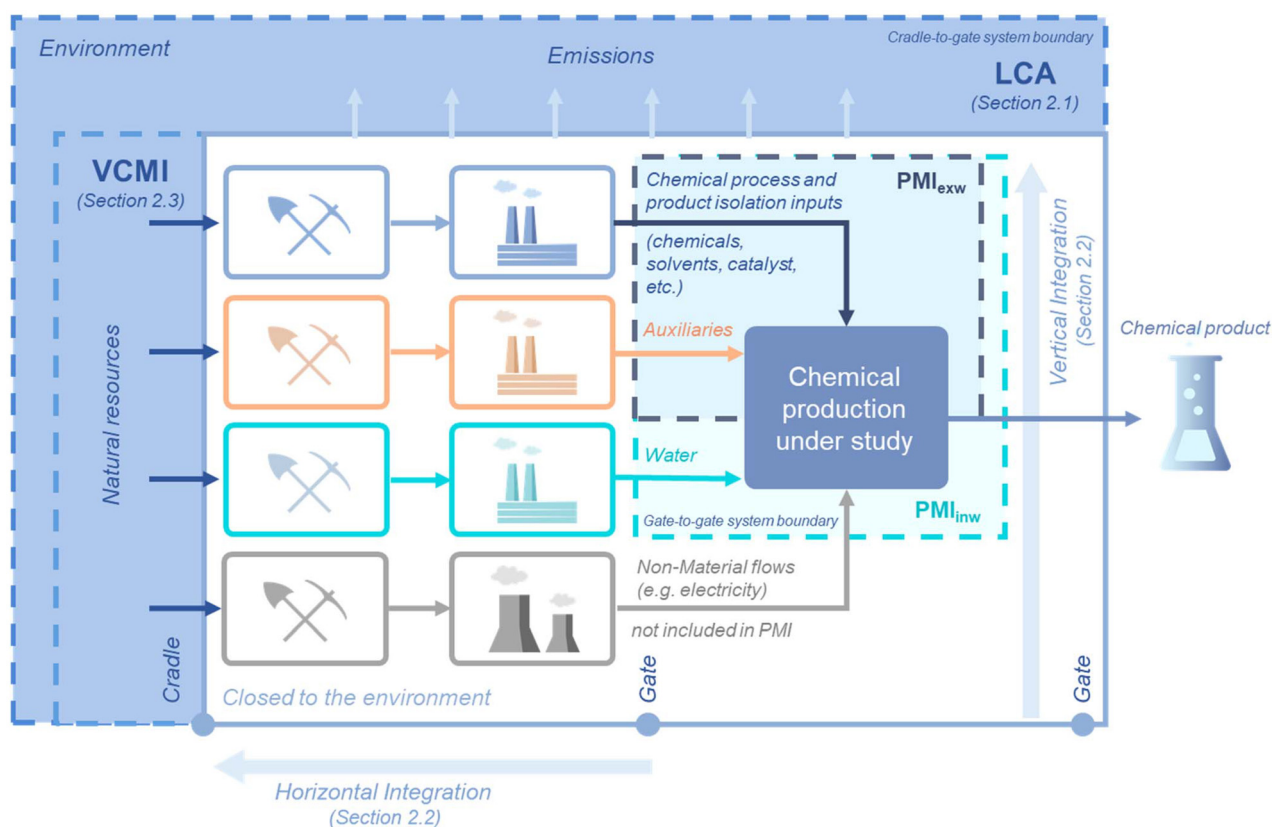 Environment
Emissions
Cradle-to-gate system boundary
LCA
(Section 2.1)
VCMI
(Section 2.3)
Natural resources
Cradle
Chemical process and
product isolation inputs
(chemicals,
solvents, catalyst,
etc.)
PMIexw
Auxiliaries
Chemical
production
under study
Water
Gate-to-gate system boundary
PMIinw
Non-Material flows
(e.g. electricity)
not included in PMI
Vertical Integration
(Section 2.2)
Chemical product
Closed to the environment
Gate
Gate
Horizontal Integration
(Section 2.2)